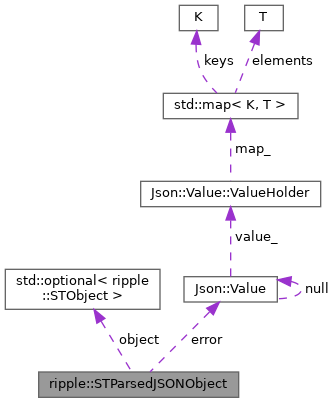 K
T
keys
elements
std::map< K, T >
map_
Json::Value::ValueHolder
value_
std::optional< ripple
::STObject >
Json::Value
null
object
error
ripple::STParsedJSONObject